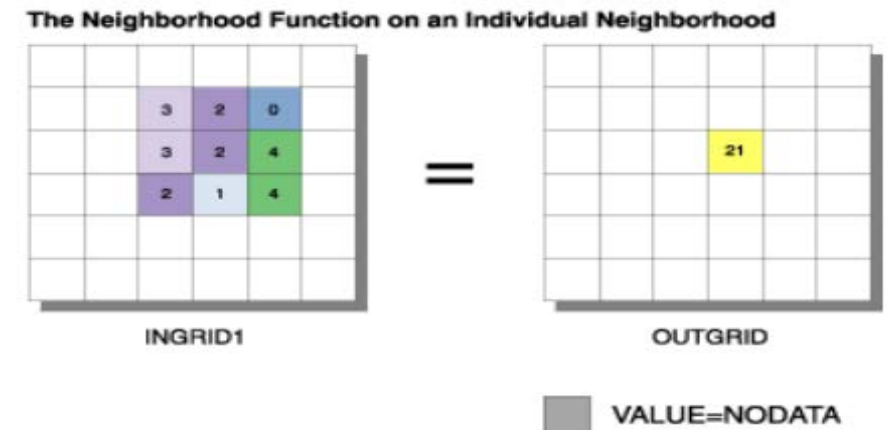 The Neighborhood Function on an Individual Neighborhood
3 2 0
3 2 4
2 1 4
=
21
INGRID1
OUTGRID
VALUE=NODATA